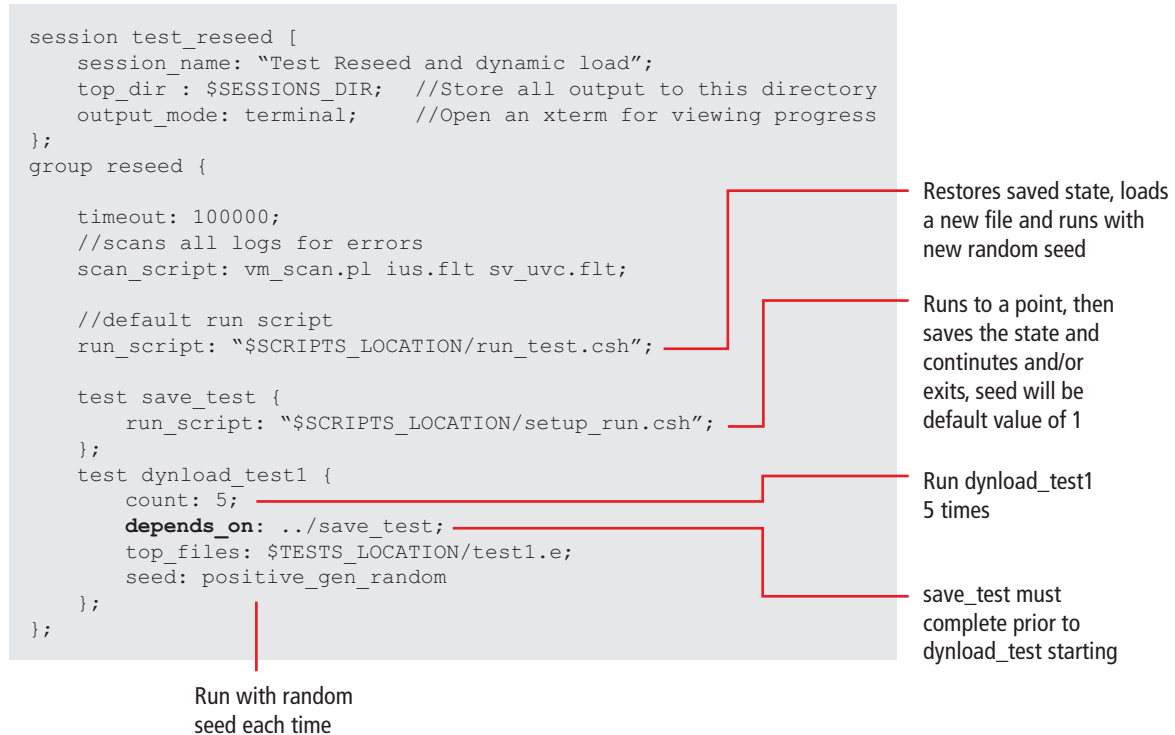 session test_reseed [
session_name: “Test Reseed and dynamic load”;
top_dir : $SESSIONS_DIR; //Store all output to this directory
output_mode: terminal; //Open an xterm for viewing progress
};
group reseed {
timeout: 100000;
//scans all logs for errors
scan_script: vm_scan.pl ius.flt sv_uvc.flt;
//default run script
run_script: “$SCRIPTS_LOCATION/run_test.csh”;
test save_test {
run_script: “$SCRIPTS_LOCATION/setup_run.csh”;
};
test dynload_test1 {
count: 5;
depends_on: ../save_test;
top_files: $TESTS_LOCATION/test1.e;
seed: positive_gen_random
};
};
Restores saved state, loads
a new file and runs with
new random seed
Runs to a point, then
saves the state and
continutes and/or
exits, seed will be
default value of 1
Run dynload_test1
5 times
save_test must
complete prior to
dynload_test starting
Run with random
seed each time